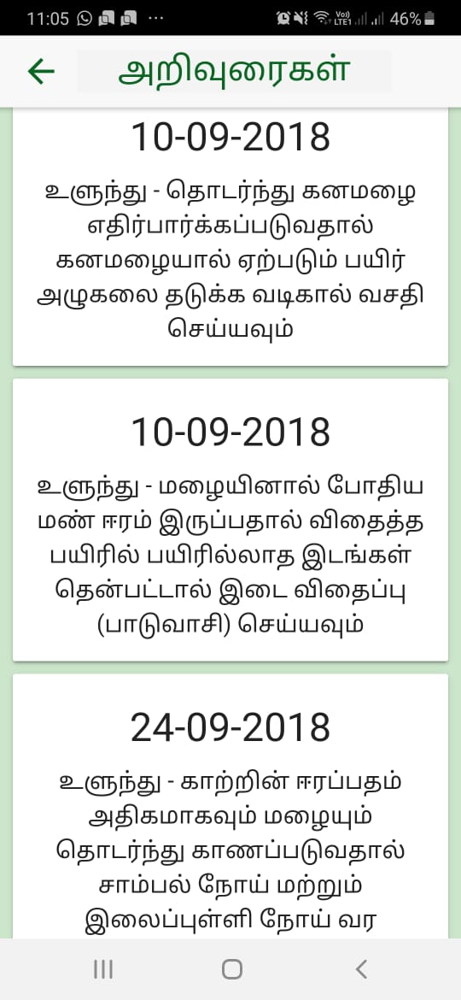 11:05 46%
அறிவுரைகள்
10-09-2018
உளுந்து - தொடர்ந்து கனமழை
எதிர்பார்க்கப்படுவதால்
கனமழையால் ஏற்படும் பயிர்
அழுகலை தடுக்க வடிகால் வசதி
செய்யவும்
10-09-2018
உளுந்து - மழையினால் போதிய
மண் ஈரம் இருப்பதால் விதைத்த
பயிரில் பயிரில்லாத இடங்கள்
தென்பட்டால் இடை விதைப்பு
(பாடுவாசி) செய்யவும்
24-09-2018
உளுந்து - காற்றின் ஈரப்பதம்
அதிகமாகவும் மழையும்
தொடர்ந்து காணப்படுவதால்
சாம்பல் நோய் மற்றும்
இலைப்புள்ளி நோய் வர